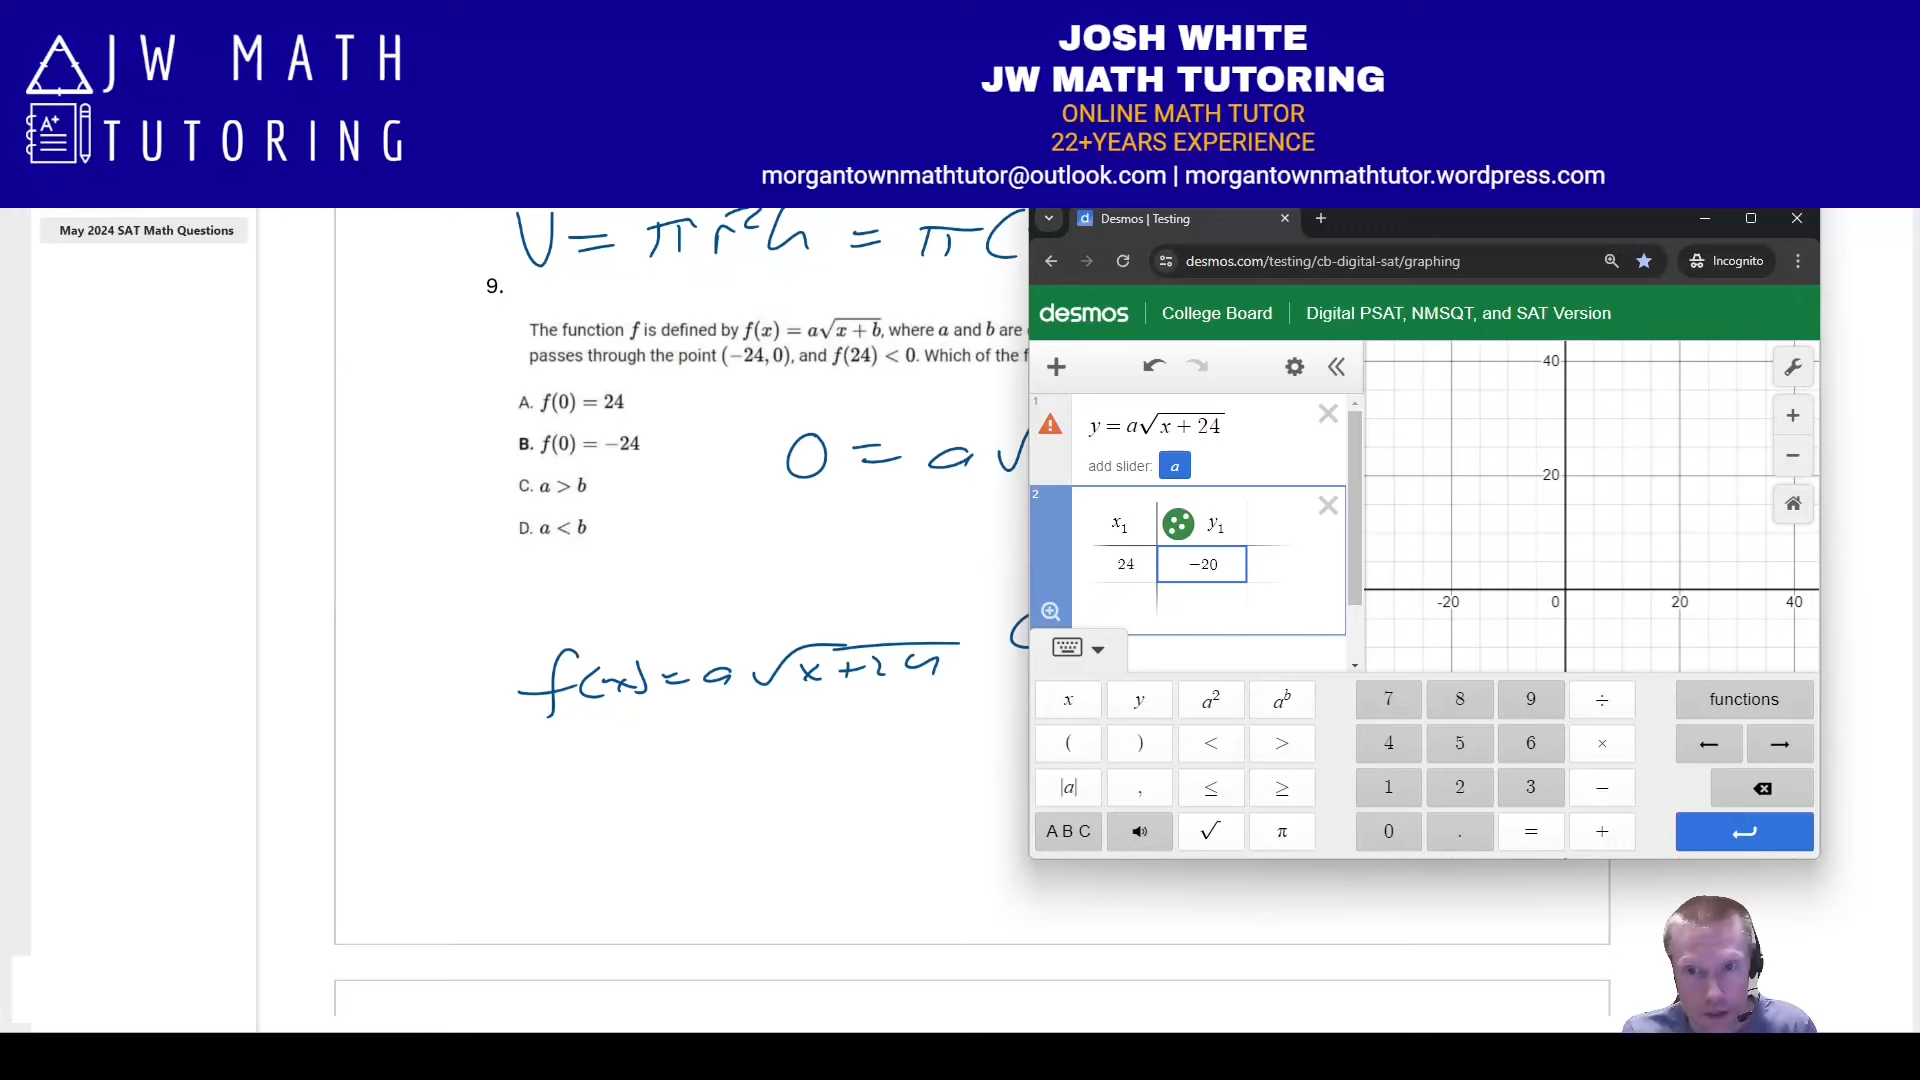 JW MATH
TUTORING
A+
JOSH WHITE
JW MATH TUTORING
ONLINE MATH TUTOR
22+YEARS EXPERIENCE
morgantownmathtutor@outlook.com | morgantownmathtutor.wordpress.com
May 2024 SAT Math Questions
V = πr²h = π(
9.
The function f is defined by f(x) = a√(x + b), where a and b are
passes through the point (−24, 0), and f(24) < 0. Which of the f
A. f(0) = 24
B. f(0) = −24
C. a > b
D. a < b
0 = a√
f(x) = a√(x+24)
Desmos | Testing
desmos.com/testing/cb-digital-sat/graphing
Incognito
desmos
College Board
Digital PSAT, NMSQT, and SAT Version
1
y = a√(x + 24)
add slider: a
2
x₁ y₁
24 −20
40
20
-20 0 20 40
x y a² aᵇ 7 8 9 ÷ functions
( ) < > 4 5 6 × ← →
|a| , ≤ ≥ 1 2 3 −
A B C √ π 0 . = +